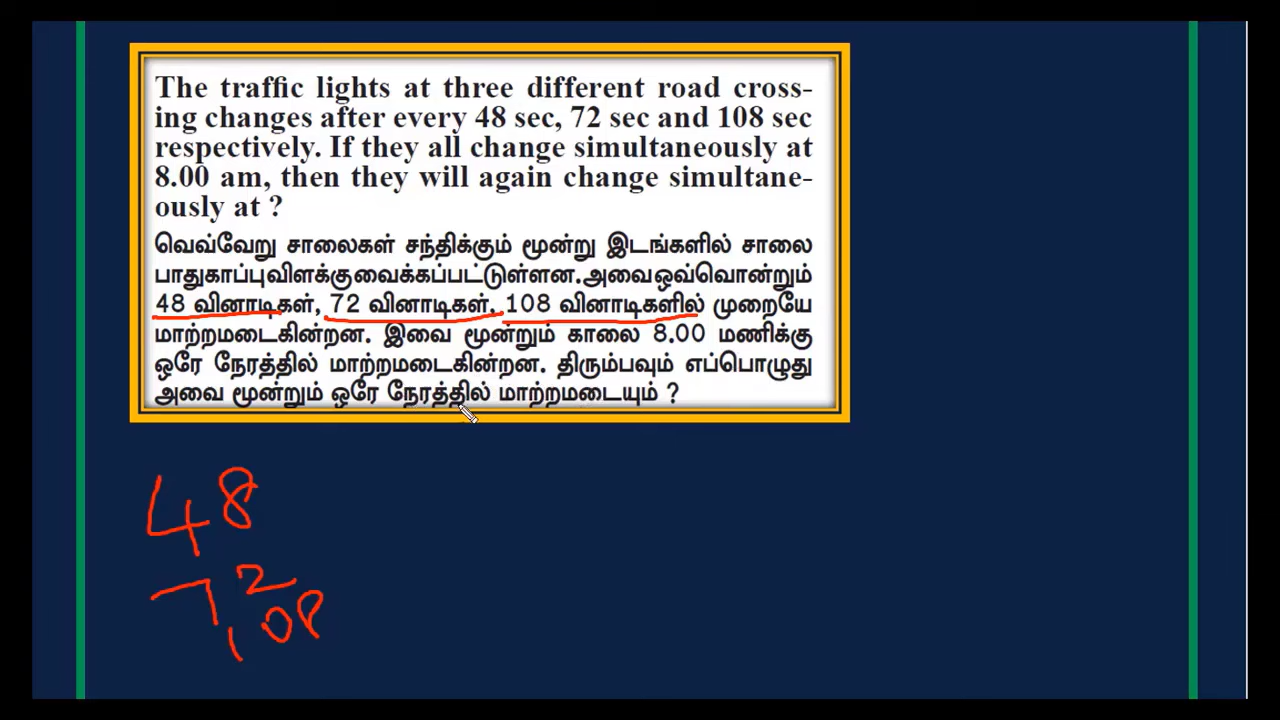 The traffic lights at three different road cross-
ing changes after every 48 sec, 72 sec and 108 sec
respectively. If they all change simultaneously at
8.00 am, then they will again change simultane-
ously at ?
வெவ்வேறு சாலைகள் சந்திக்கும் மூன்று இடங்களில் சாலை
பாதுகாப்புவிளக்குவைக்கப்பட்டுள்ளன.அவைஒவ்வொன்றும்
48 வினாடிகள், 72 வினாடிகள், 108 வினாடிகளில் முறையே
மாற்றமடைகின்றன. இவை மூன்றும் காலை 8.00 மணிக்கு
ஒரே நேரத்தில் மாற்றமடைகின்றன. திரும்பவும் எப்பொழுது
அவை மூன்றும் ஒரே நேரத்தில் மாற்றமடையும் ?
48
72
108